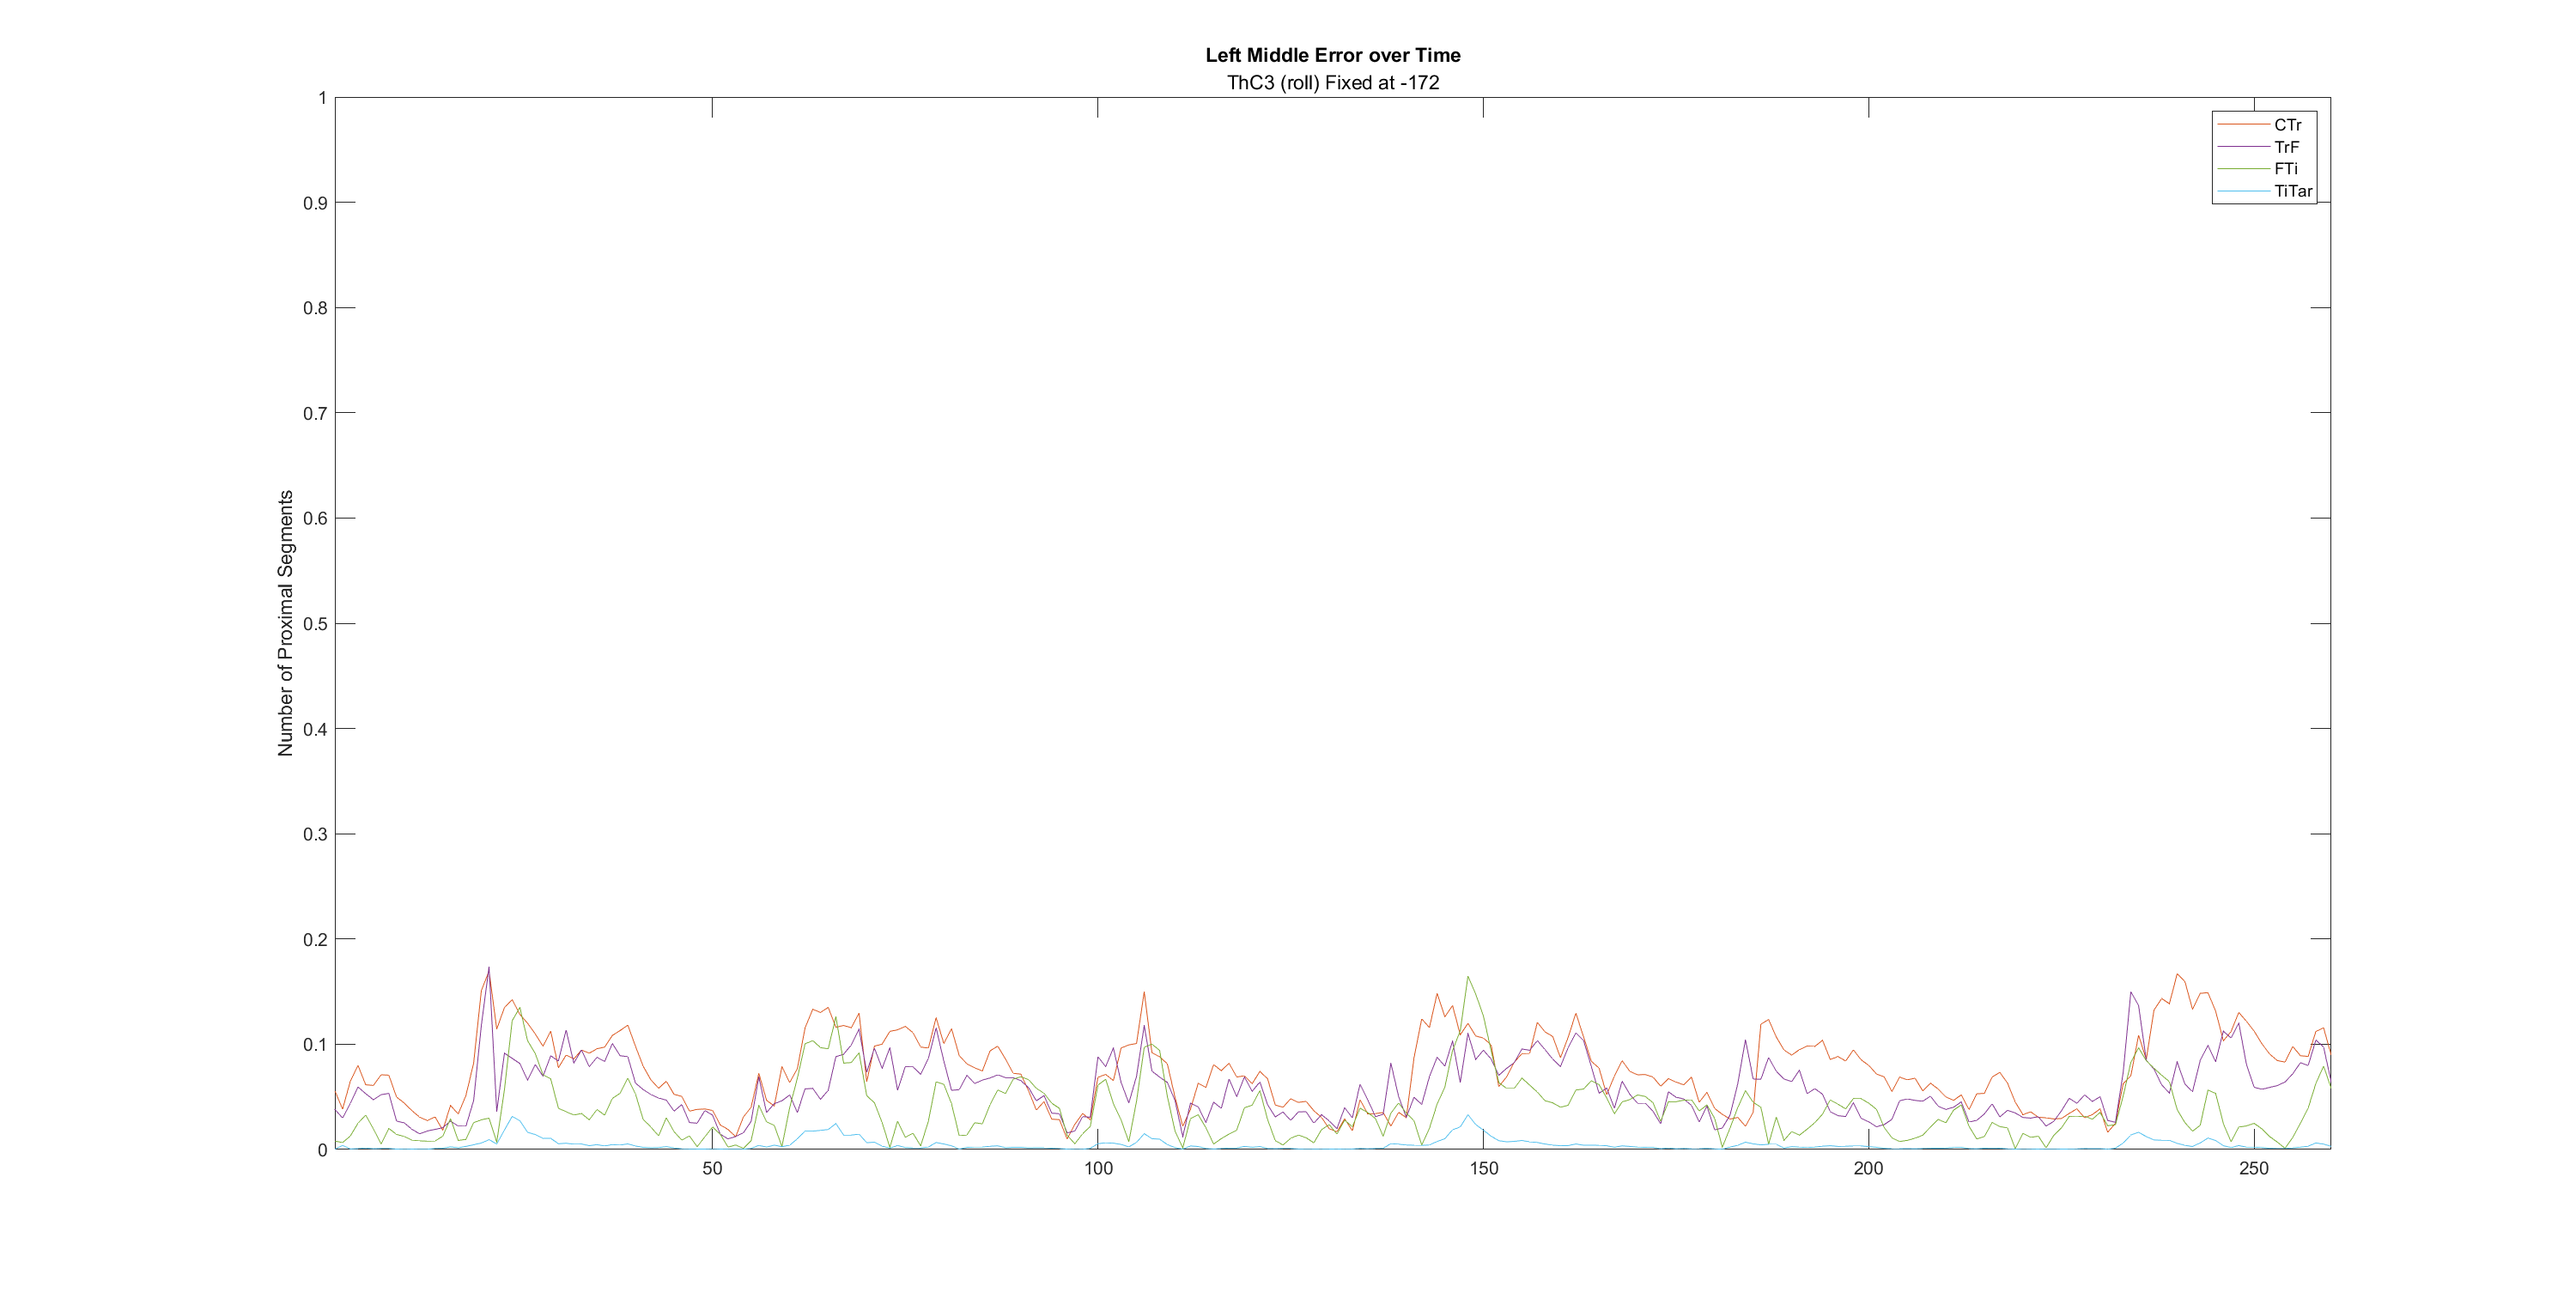 Left Middle Error over Time
ThC3 (roll) Fixed at -172
1
0.9
0.8
0.7
0.6
0.5
0.4
0.3
0.2
0.1
0
Number of Proximal Segments
50 100 150 200 250
CTr
TrF
FTi
TiTar